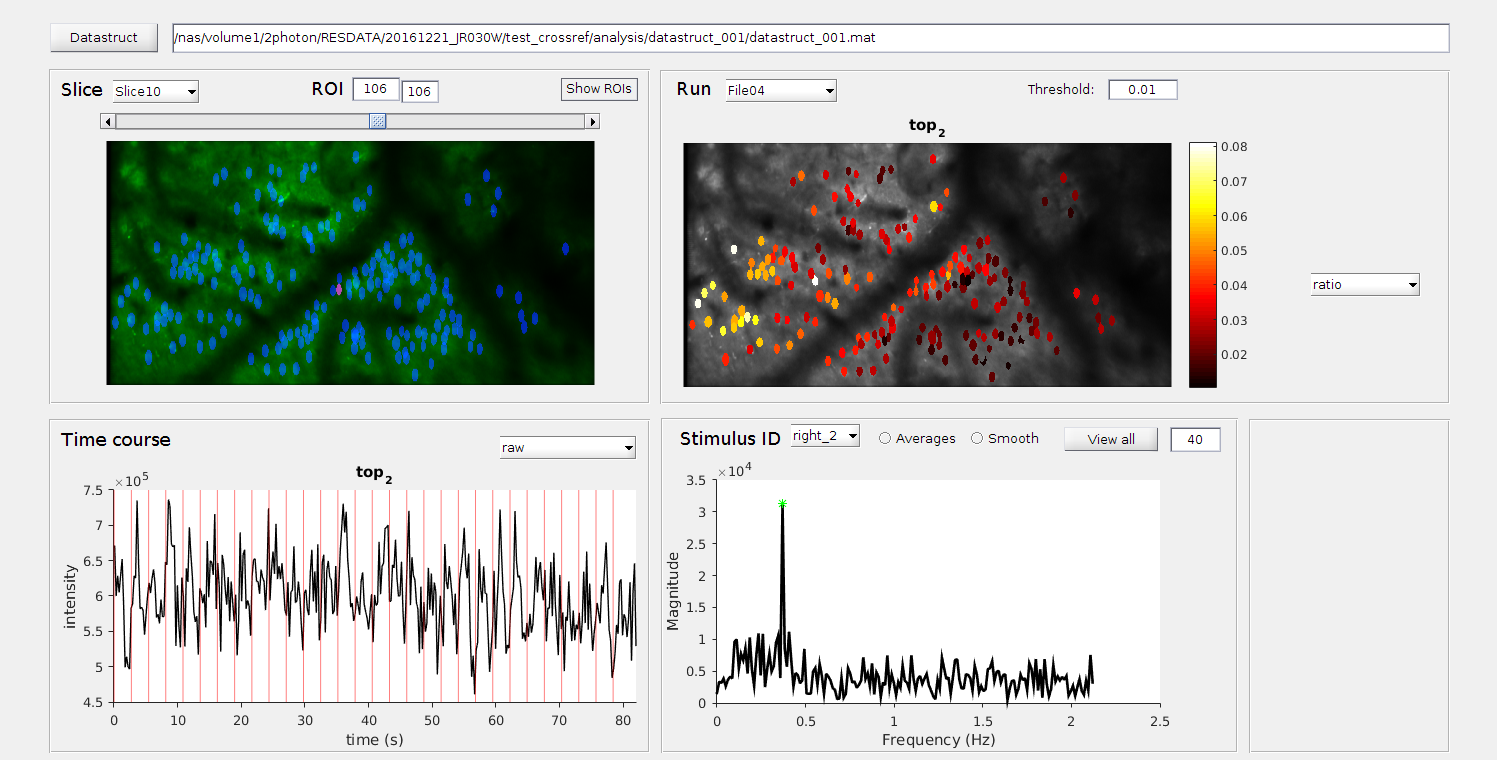 Datastruct /nas/volume1/2photon/RESDATA/20161221_JR030W/test_crossref/analysis/datastruct_001/datastruct_001.mat
Slice Slice10 ROI 106 106 Show ROIs
Run File04 Threshold: 0.01
top2
0.08
0.07
0.06
0.05
0.04
0.03
0.02
ratio
Time course raw
top2
×10^5
7.5
7
6.5
6
5.5
5
4.5
intensity
0 10 20 30 40 50 60 70 80
time (s)
Stimulus ID right_2 Averages Smooth View all 40
×10^4
3.5
3
2.5
2
1.5
1
0.5
0
Magnitude
0 0.5 1 1.5 2 2.5
Frequency (Hz)